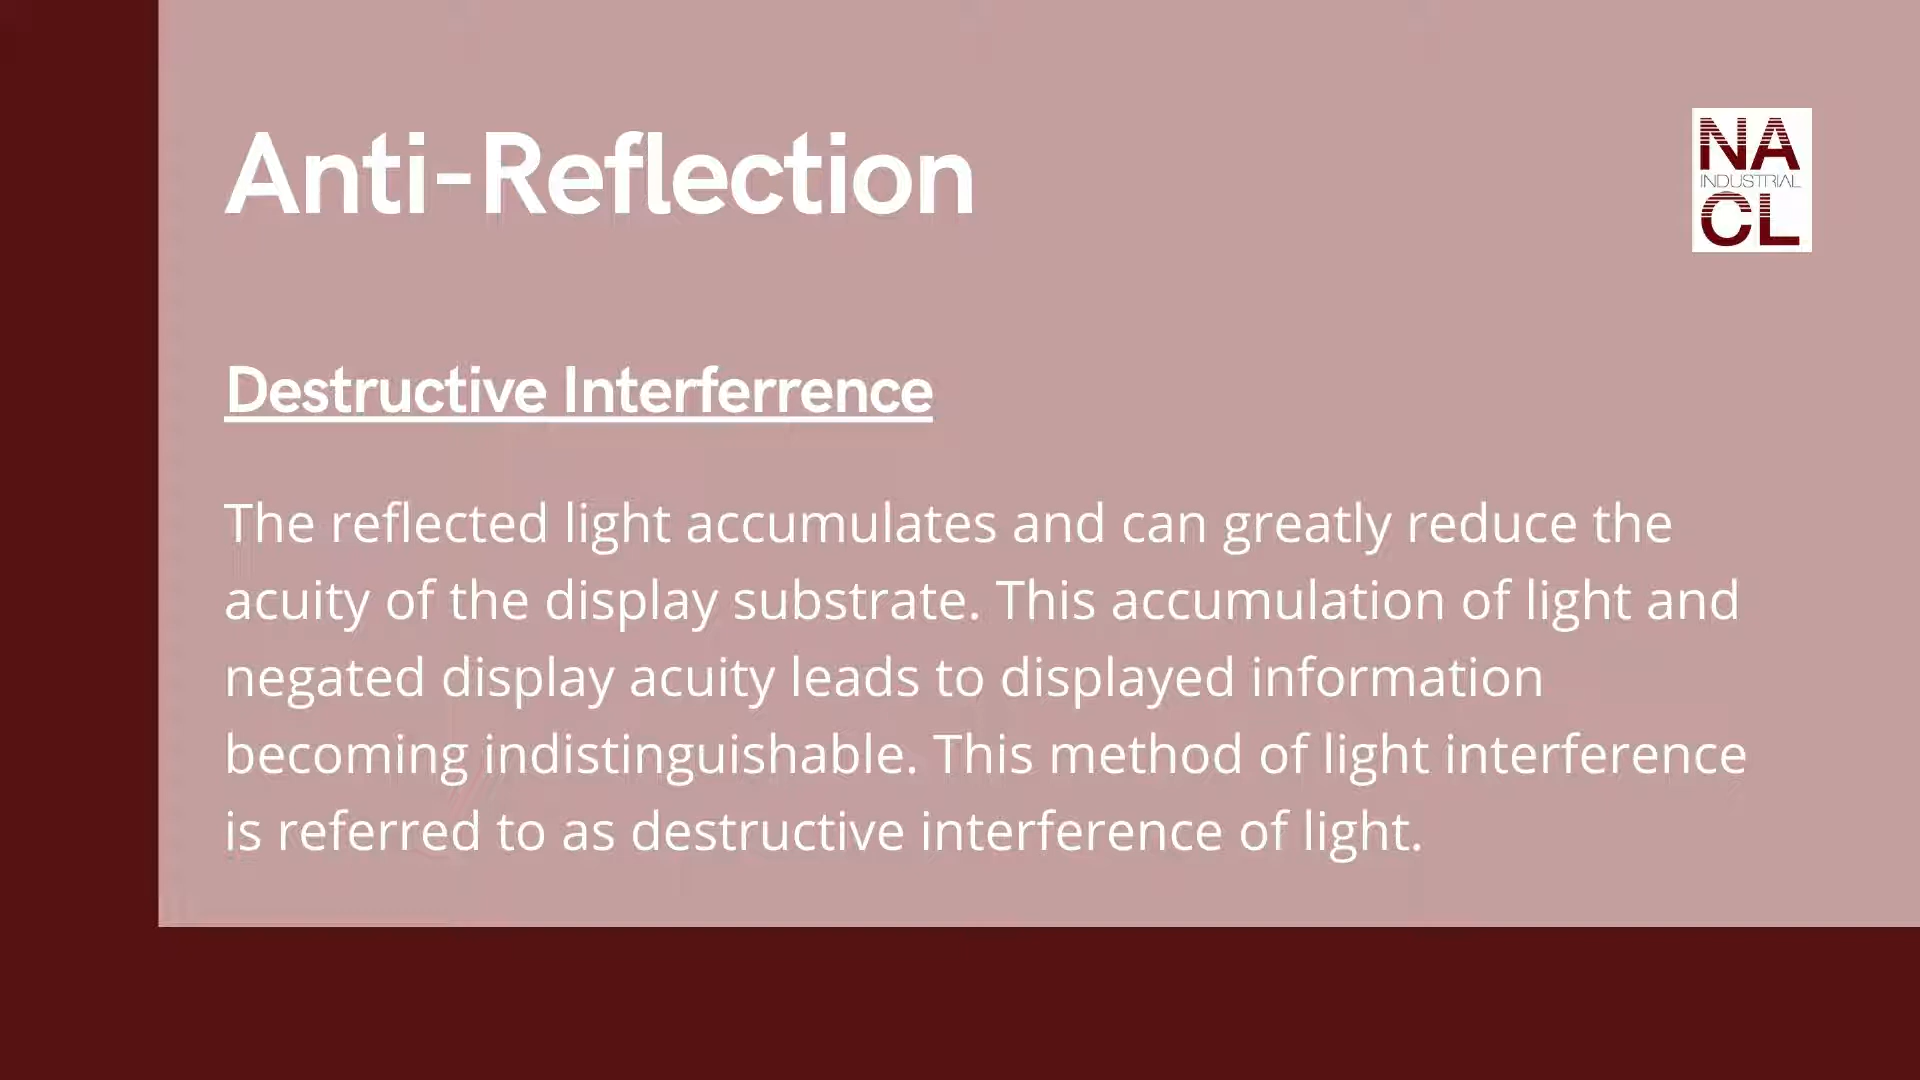 Anti-Reflection
NA
INDUSTRIAL
CL
Destructive Interferrence
The reflected light accumulates and can greatly reduce the
acuity of the display substrate. This accumulation of light and
negated display acuity leads to displayed information
becoming indistinguishable. This method of light interference
is referred to as destructive interference of light.